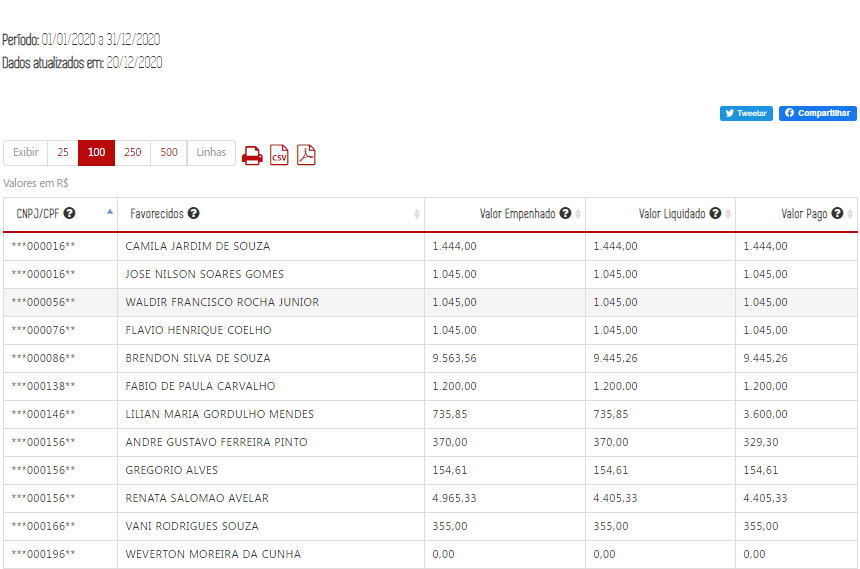 Período: 01/01/2020 a 31/12/2020
Dados atualizados em: 20/12/2020
Tweetar Compartilhar
Exibir 25 100 250 500 Linhas CSV
Valores em R$
CNPJ/CPF ? Favorecidos ? Valor Empenhado ? Valor Liquidado ? Valor Pago ?
***000016** CAMILA JARDIM DE SOUZA 1.444,00 1.444,00 1.444,00
***000016** JOSE NILSON SOARES GOMES 1.045,00 1.045,00 1.045,00
***000056** WALDIR FRANCISCO ROCHA JUNIOR 1.045,00 1.045,00 1.045,00
***000076** FLAVIO HENRIQUE COELHO 1.045,00 1.045,00 1.045,00
***000086** BRENDON SILVA DE SOUZA 9.563,56 9.445,26 9.445,26
***000138** FABIO DE PAULA CARVALHO 1.200,00 1.200,00 1.200,00
***000146** LILIAN MARIA GORDULHO MENDES 735,85 735,85 3.600,00
***000156** ANDRE GUSTAVO FERREIRA PINTO 370,00 370,00 329,30
***000156** GREGORIO ALVES 154,61 154,61 154,61
***000156** RENATA SALOMAO AVELAR 4.965,33 4.405,33 4.405,33
***000166** VANI RODRIGUES SOUZA 355,00 355,00 355,00
***000196** WEVERTON MOREIRA DA CUNHA 0,00 0,00 0,00